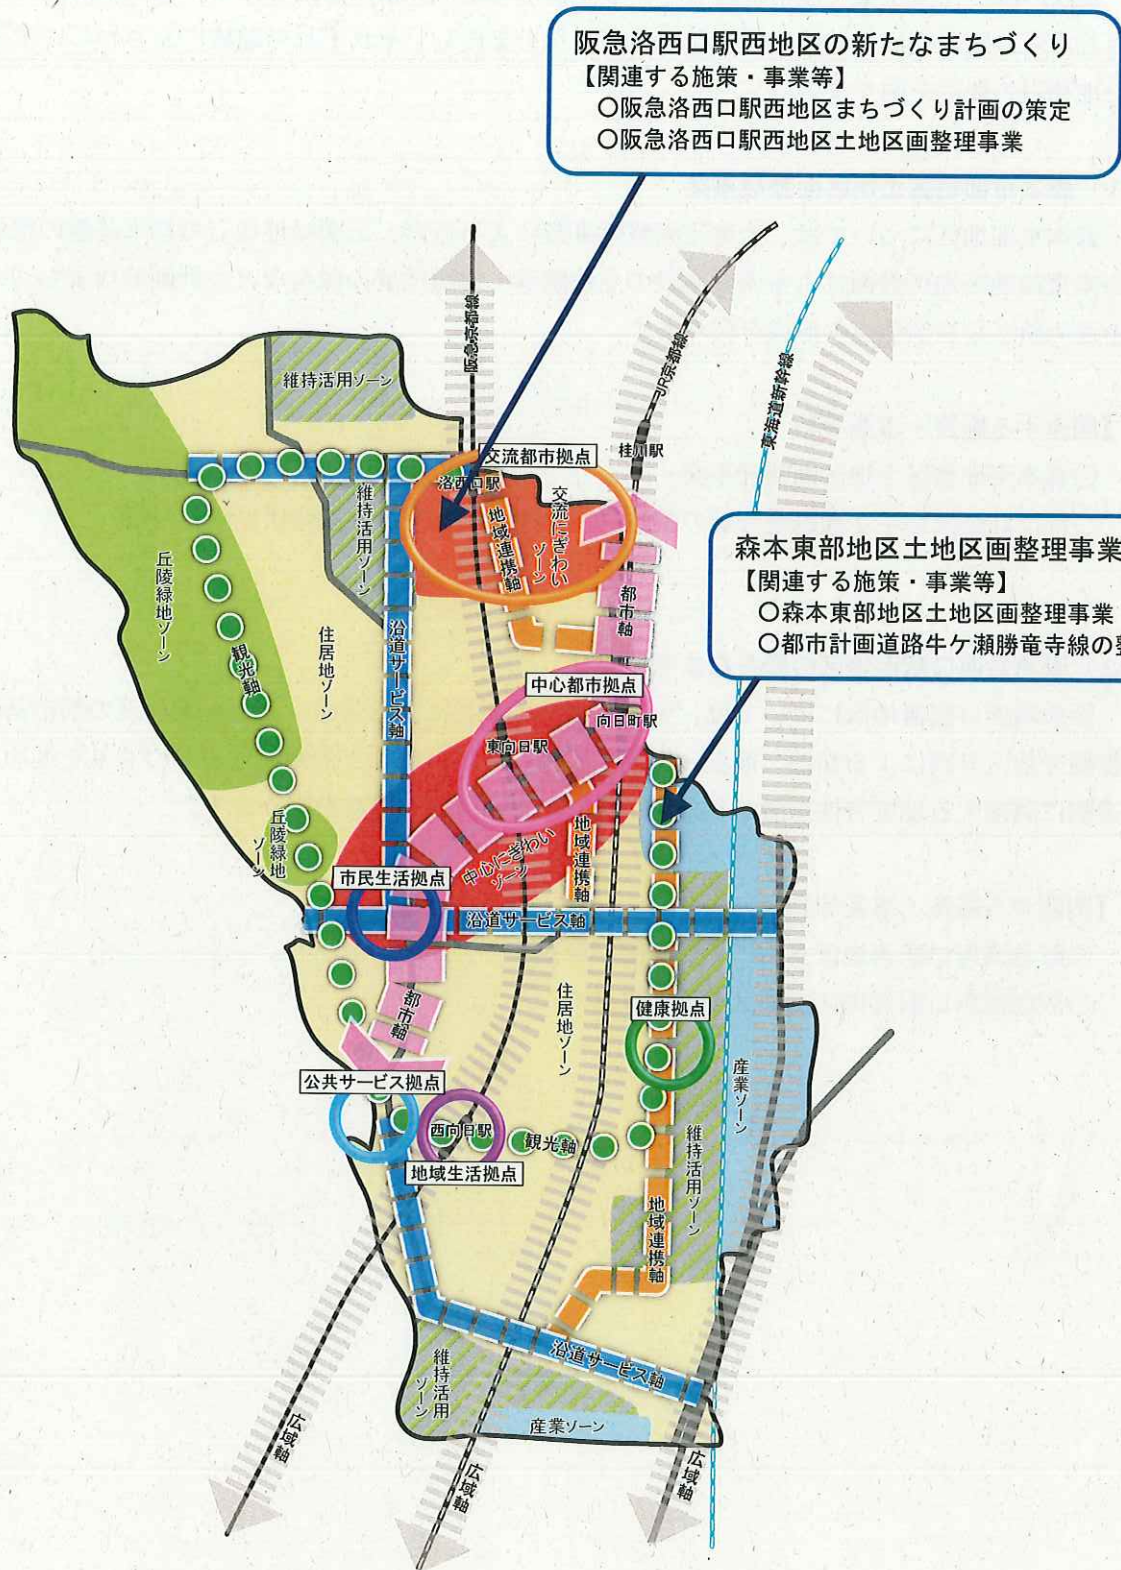 阪急洛西口駅西地区の新たなまちづくり
【関連する施策・事業等】
○阪急洛西口駅西地区まちづくり計画の策定
○阪急洛西口駅西地区土地区画整理事業
阪急京都線
JR京都線
東海道新幹線
維持活用ゾーン
交流都市拠点
桂川駅
洛西口駅
維持活用ゾーン
地域連携軸
交流にぎわい
ゾーン
森本東部地区土地区画整理事業
【関連する施策・事業等】
○森本東部地区土地区画整理事業
○都市計画道路牛ケ瀬勝竜寺線の
丘陵緑地ゾーン
住居地ゾーン
沿道サービス軸
都市軸
観光軸
中心都市拠点
向日町駅
東向日駅
丘陵緑地
ゾーン
地域連携軸
中心にぎわい
ゾーン
市民生活拠点
沿道サービス軸
都市軸
住居地ゾーン
健康拠点
産業ゾーン
公共サービス拠点
西向日駅
観光軸
維持活用ゾーン
地域生活拠点
地域連携軸
沿道サービス軸
維持活用
ゾーン
産業ゾーン
広域軸
広域軸
広域軸